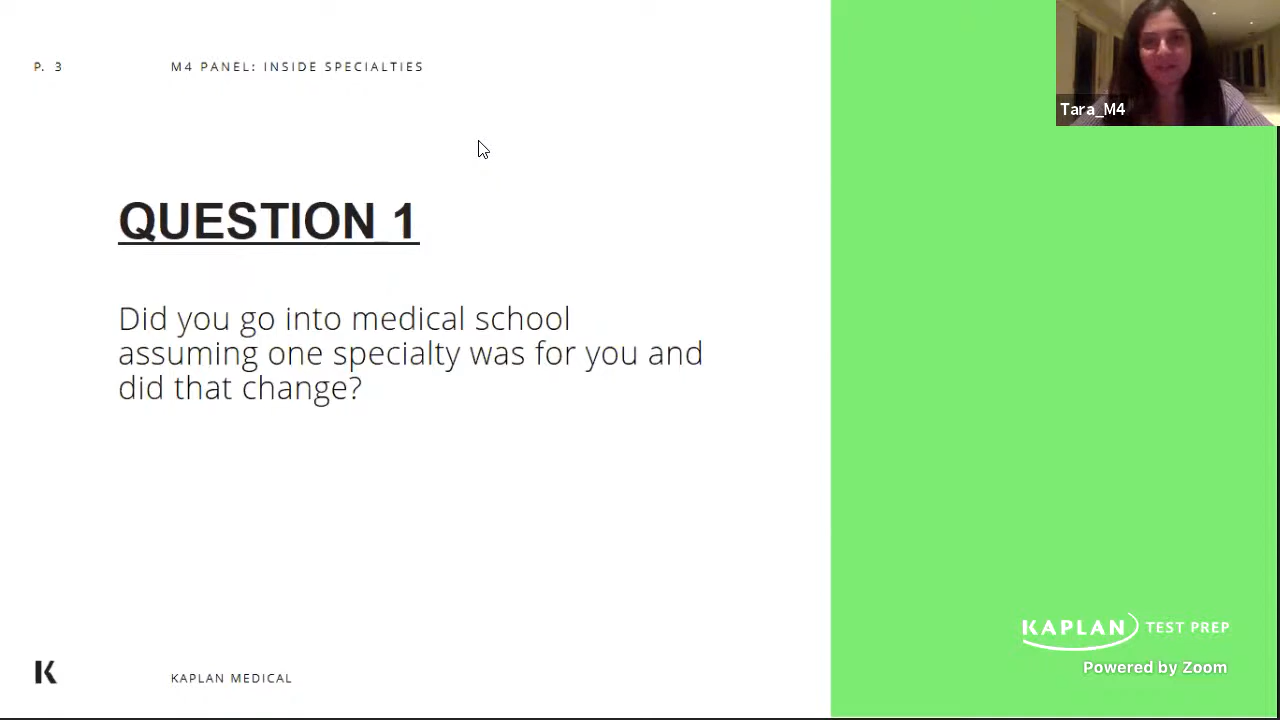 P. 3 M4 PANEL: INSIDE SPECIALTIES
Tara_M4
QUESTION 1
Did you go into medical school
assuming one specialty was for you and
did that change?
KAPLAN TEST PREP
Powered by Zoom
K KAPLAN MEDICAL